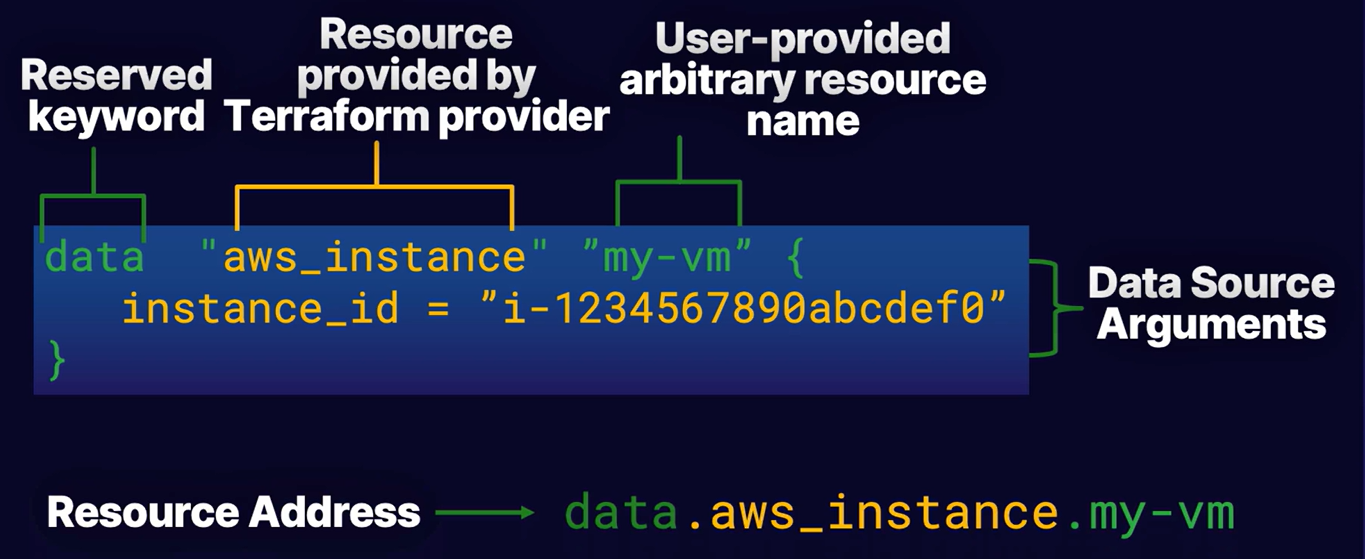 Reserved
keyword
Resource
provided by
Terraform provider
User-provided
arbitrary resource
name
data "aws_instance" ”my-vm” {
instance_id = ”i-1234567890abcdef0”
}
Data Source
Arguments
Resource Address data.aws_instance.my-vm